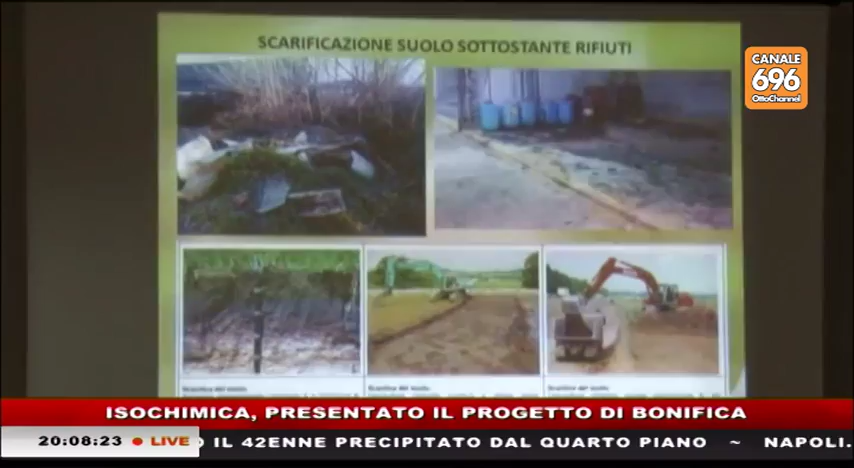 SCARIFICAZIONE SUOLO SOTTOSTANTE RIFIUTI
CANALE
696
OttoChannel
ISOCHIMICA, PRESENTATO IL PROGETTO DI BONIFICA
20:08:23 ● LIVE O IL 42ENNE PRECIPITATO DAL QUARTO PIANO ~ NAPOLI.